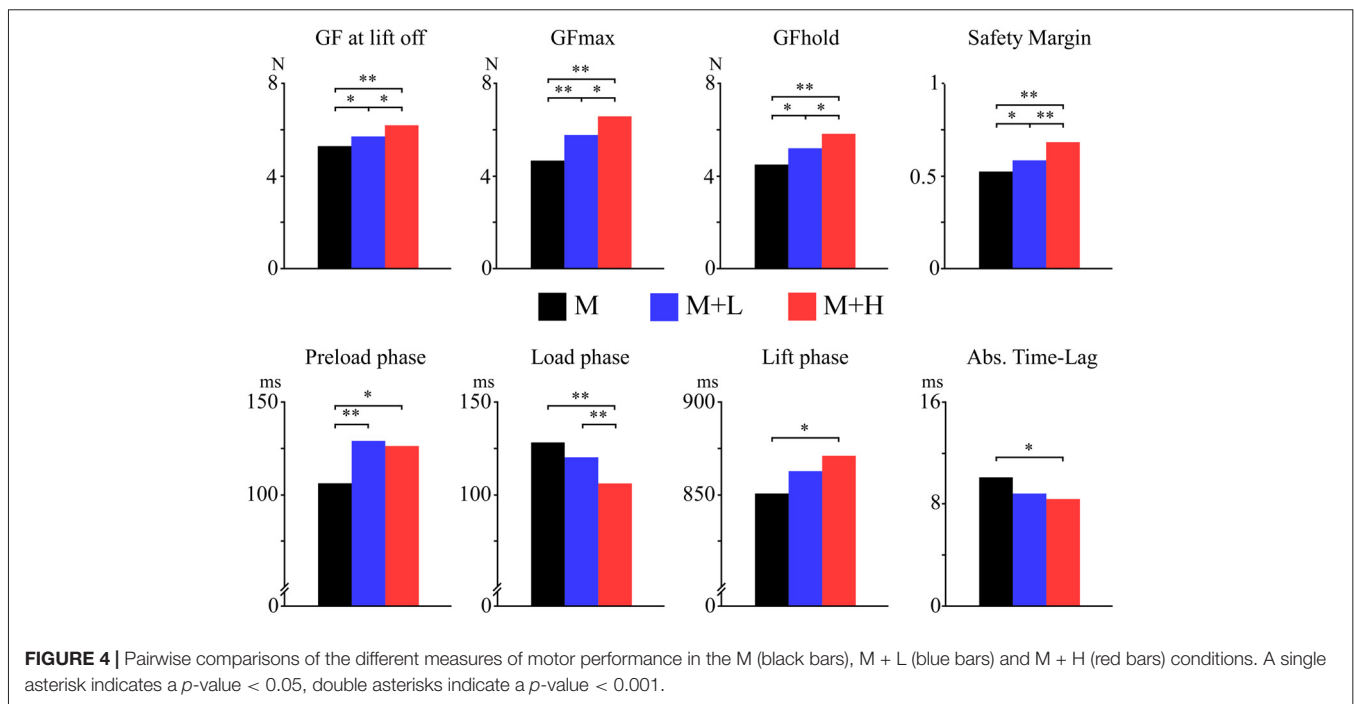 GF at lift off
GFmax
GFhold
Safety Margin
N
8
4
0
**
* *
N
8
4
0
**
** *
8
4
0
**
* *
1
0.5
0
**
* **
M
M+L
M+H
Preload phase
Load phase
Lift phase
Abs. Time-Lag
ms
150
100
0
*
**
ms
150
100
0
**
**
ms
900
850
0
*
ms
16
8
0
*
FIGURE 4 | Pairwise comparisons of the different measures of motor performance in the M (black bars), M + L (blue bars) and M + H (red bars) conditions. A single
asterisk indicates a p-value < 0.05, double asterisks indicate a p-value < 0.001.